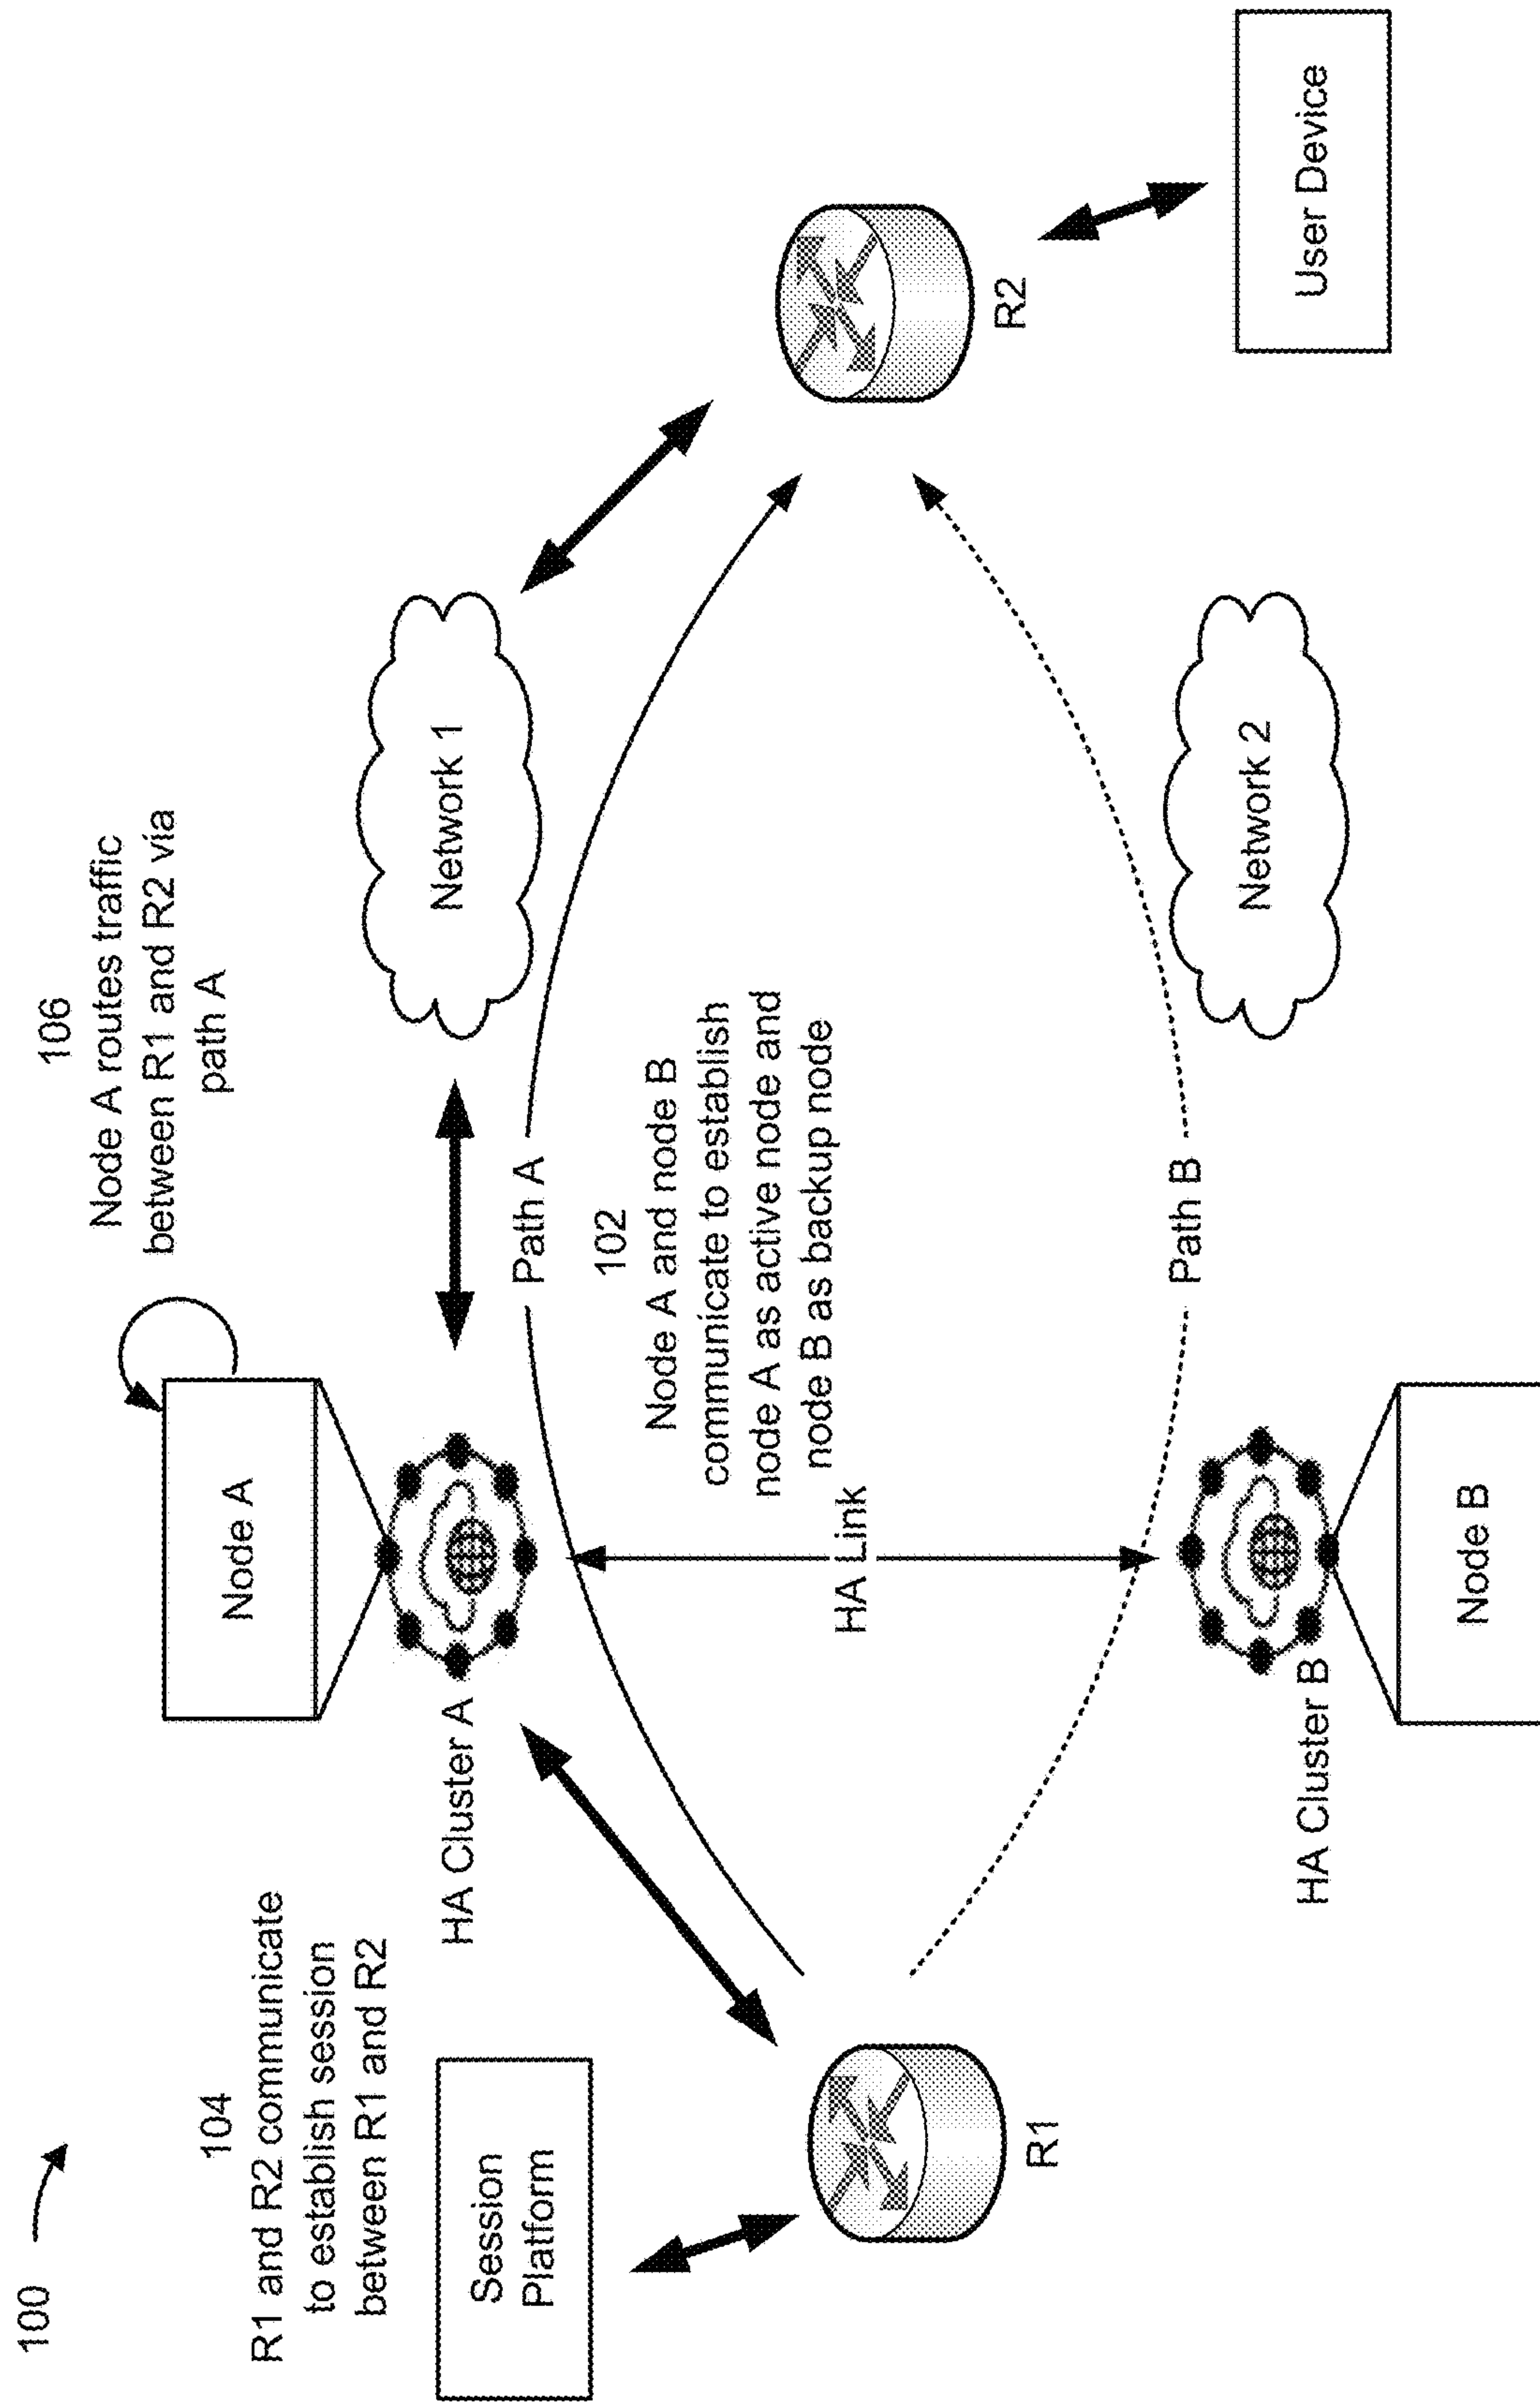 100
104
R1 and R2 communicate
to establish session
between R1 and R2
106
Node A routes traffic
between R1 and R2 via
path A
Node A
HA Cluster A
Network 1
Session
Platform
Path A
102
Node A and node B
communicate to establish
node A as active node and
node B as backup node
HA Link
R1
R2
Path B
HA Cluster B
Network 2
User Device
Node B